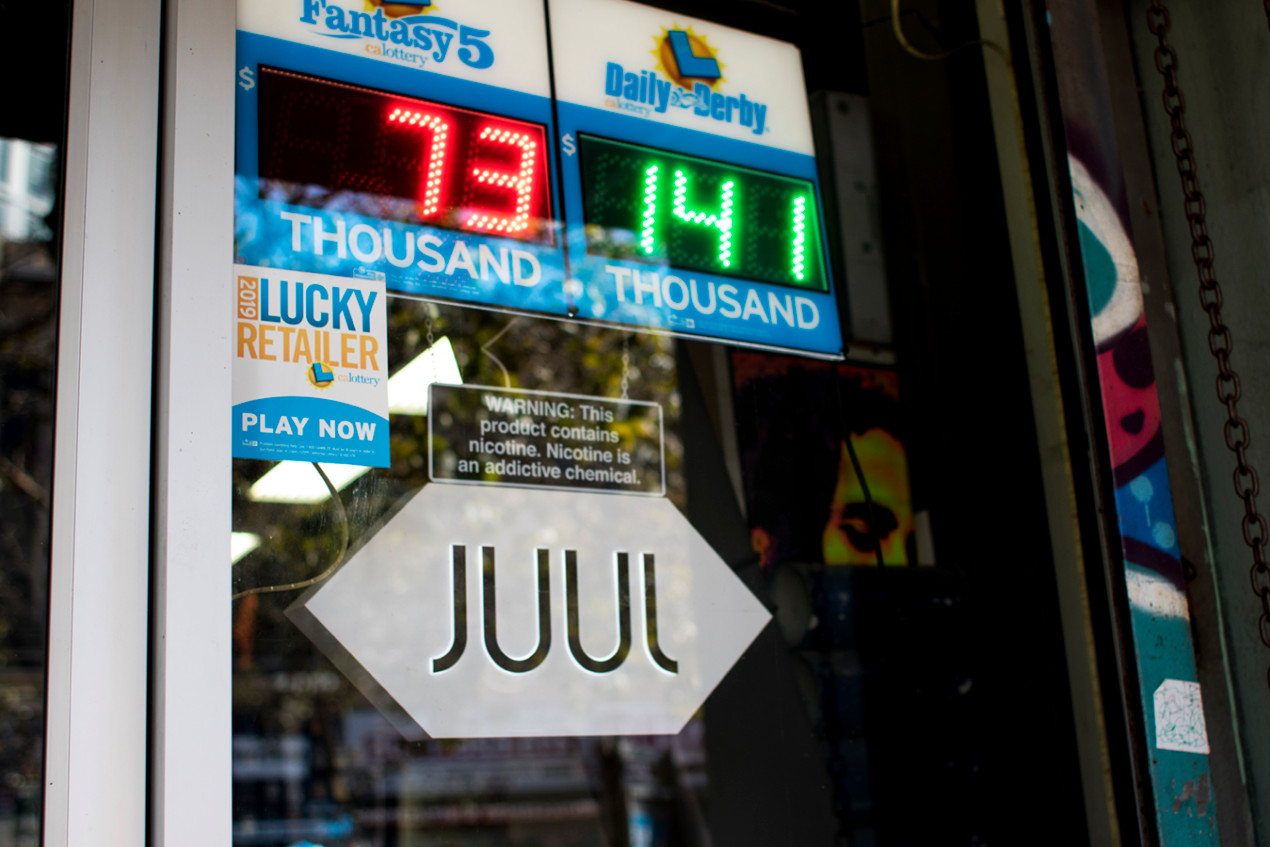 Fantasy 5
calottery
$
73
THOUSAND
Daily Derby
calottery
$
141
THOUSAND
2019
LUCKY
RETAILER
calottery
PLAY NOW
WARNING: This
product contains
nicotine. Nicotine is
an addictive chemical.
JUUL